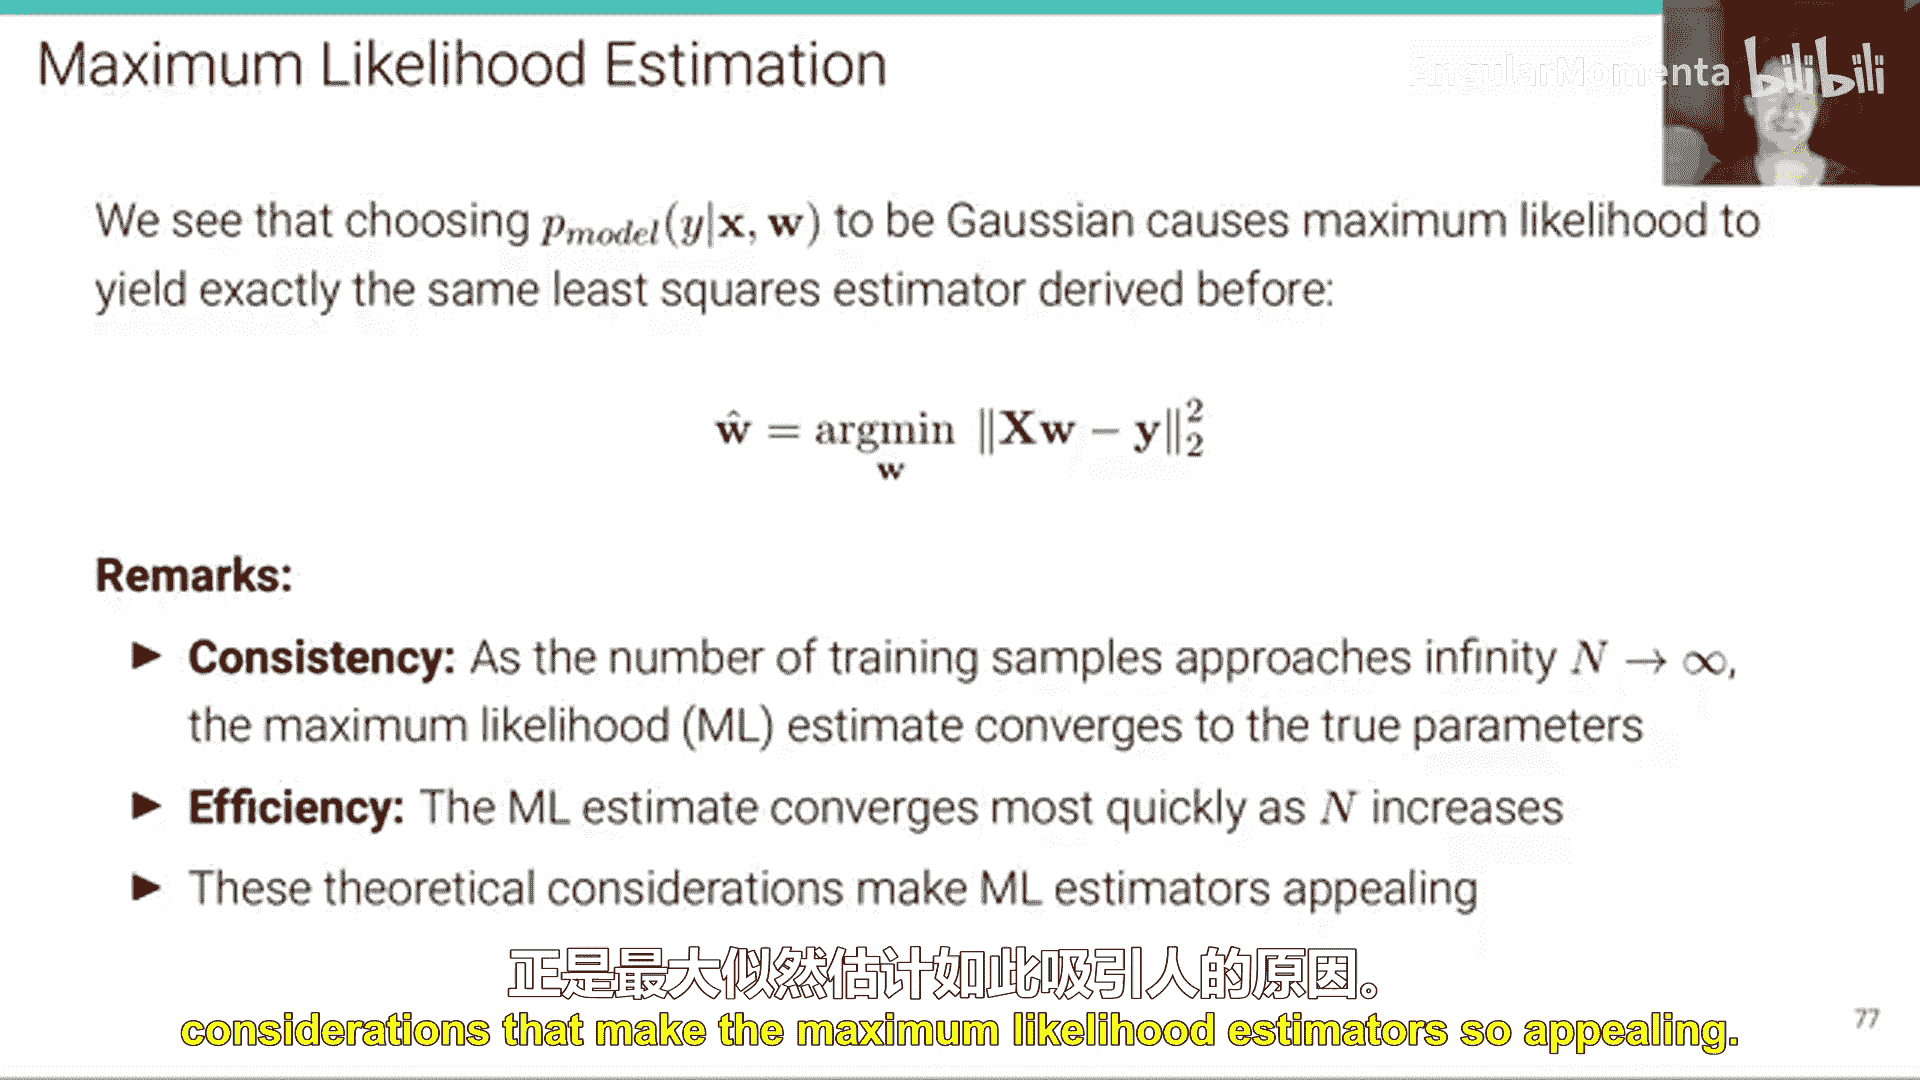 Maximum Likelihood Estimation
AngularMomenta bilibili
We see that choosing p_{model}(y|x, w) to be Gaussian causes maximum likelihood to
yield exactly the same least squares estimator derived before:
ŵ = argmin ‖Xw − y‖₂²
w
Remarks:
► Consistency: As the number of training samples approaches infinity N → ∞,
the maximum likelihood (ML) estimate converges to the true parameters
► Efficiency: The ML estimate converges most quickly as N increases
► These theoretical considerations make ML estimators appealing
正是最大似然估计如此吸引人的原因。
considerations that make the maximum likelihood estimators so appealing.
77